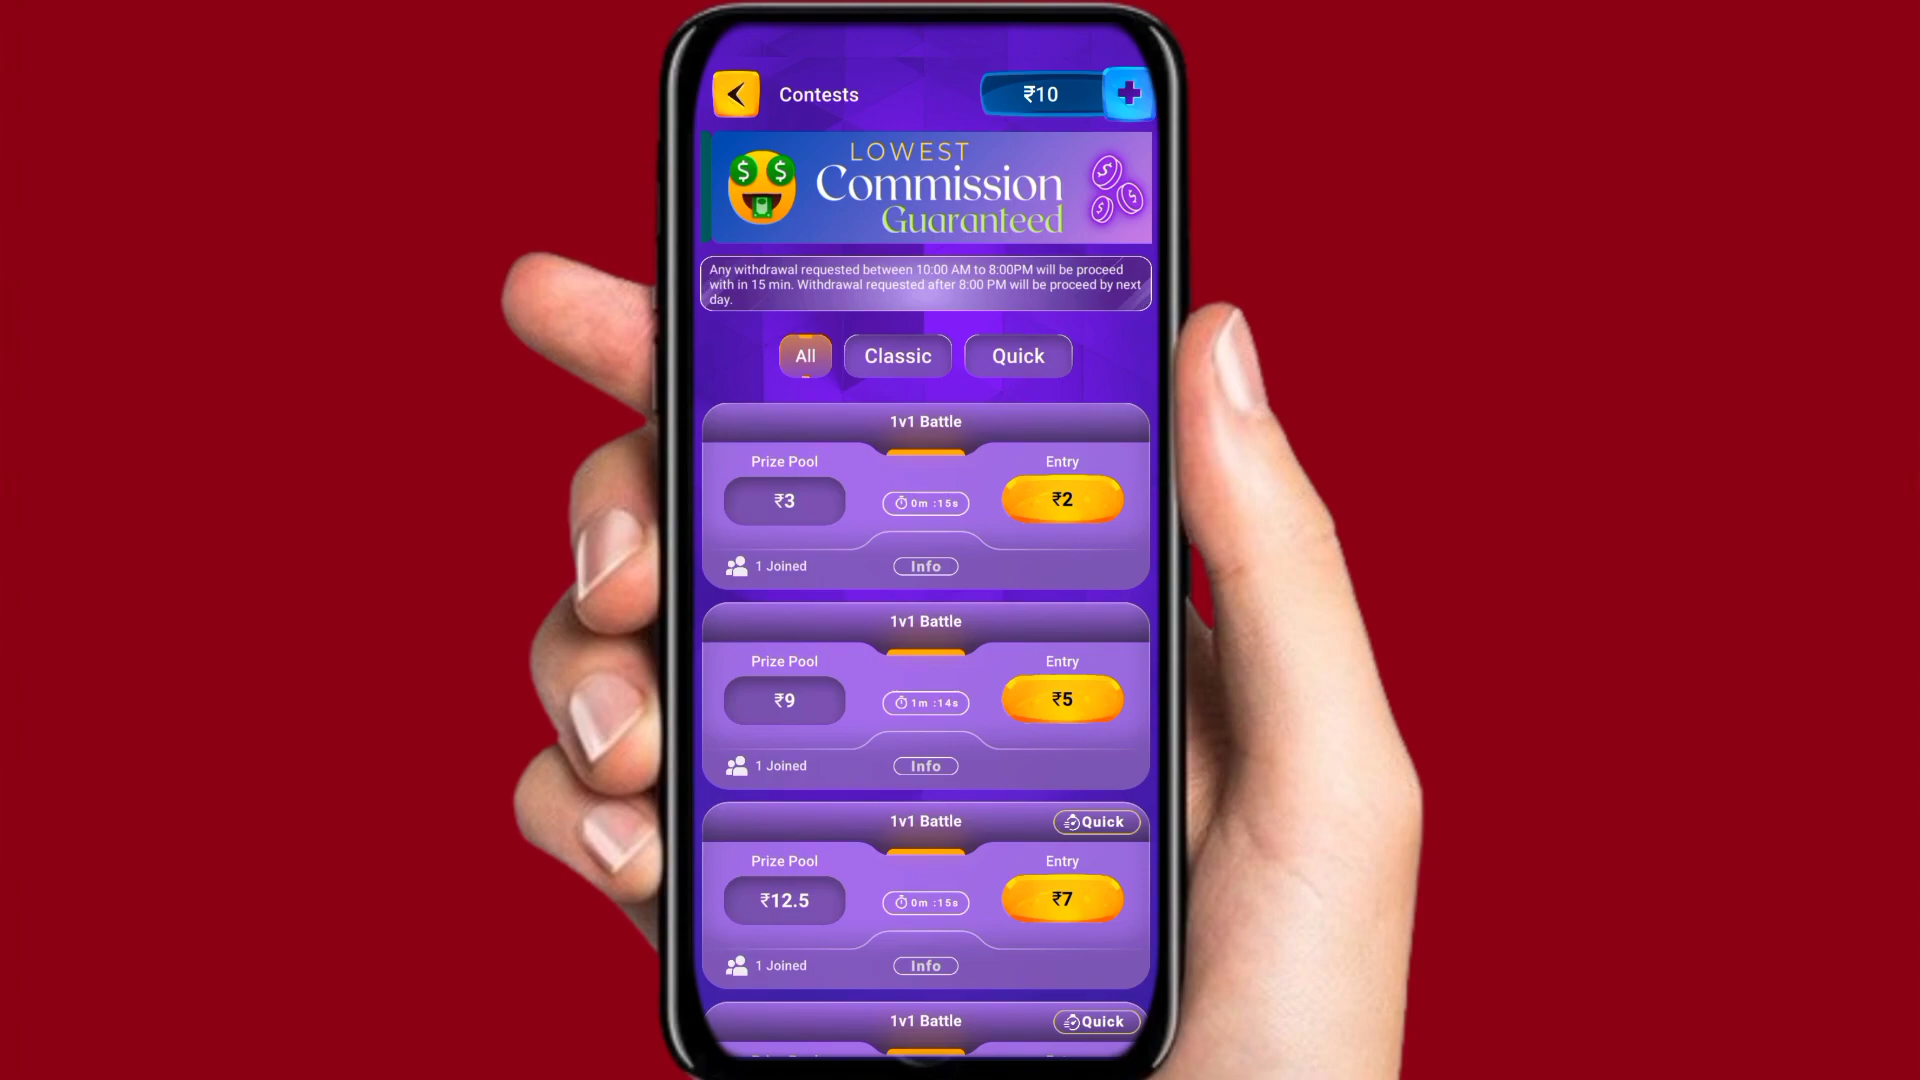 Contests
₹10
LOWEST
Commission
Guaranteed
Any withdrawal requested between 10:00 AM to 8:00PM will be proceed
with in 15 min. Withdrawal requested after 8:00 PM will be proceed by next
day.
All Classic Quick
1v1 Battle
Prize Pool Entry
₹3 0m :15s ₹2
1 Joined Info
1v1 Battle
Prize Pool Entry
₹9 1m :14s ₹5
1 Joined Info
1v1 Battle Quick
Prize Pool Entry
₹12.5 0m :15s ₹7
1 Joined Info
1v1 Battle Quick